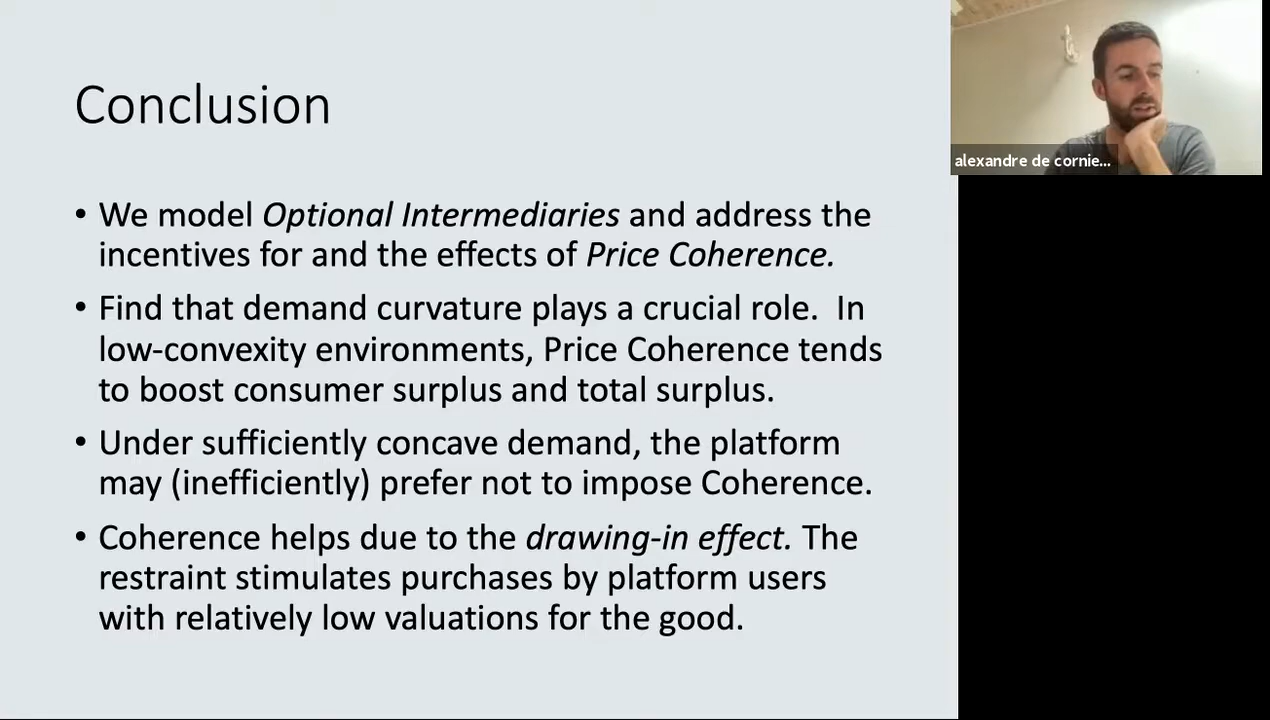 Conclusion
alexandre de cornie...
• We model Optional Intermediaries and address the
incentives for and the effects of Price Coherence.
• Find that demand curvature plays a crucial role.  In
low-convexity environments, Price Coherence tends
to boost consumer surplus and total surplus.
• Under sufficiently concave demand, the platform
may (inefficiently) prefer not to impose Coherence.
• Coherence helps due to the drawing-in effect. The
restraint stimulates purchases by platform users
with relatively low valuations for the good.